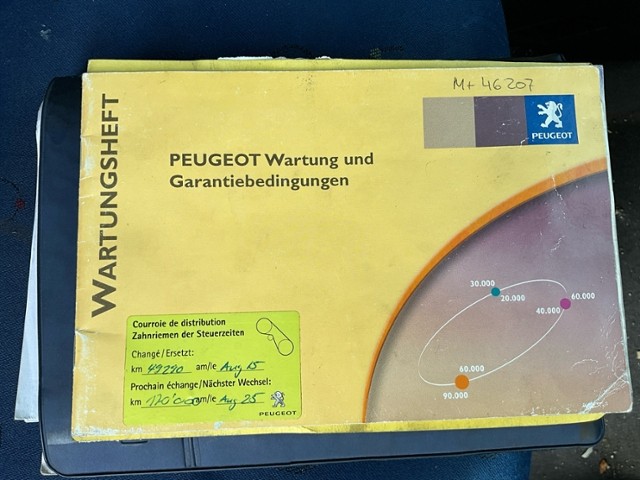 M+ 46207
PEUGEOT
WARTUNGSHEFT
PEUGEOT Wartung und
Garantiebedingungen
30.000
20.000
60.000
40.000
60.000
90.000
Courroie de distribution
Zahnriemen der Steuerzeiten
Changé/Ersetzt:
km 49290 am/le Aug 15
Prochain échange/Nächster Wechsel:
km 170'000 am/le Aug 25
PEUGEOT